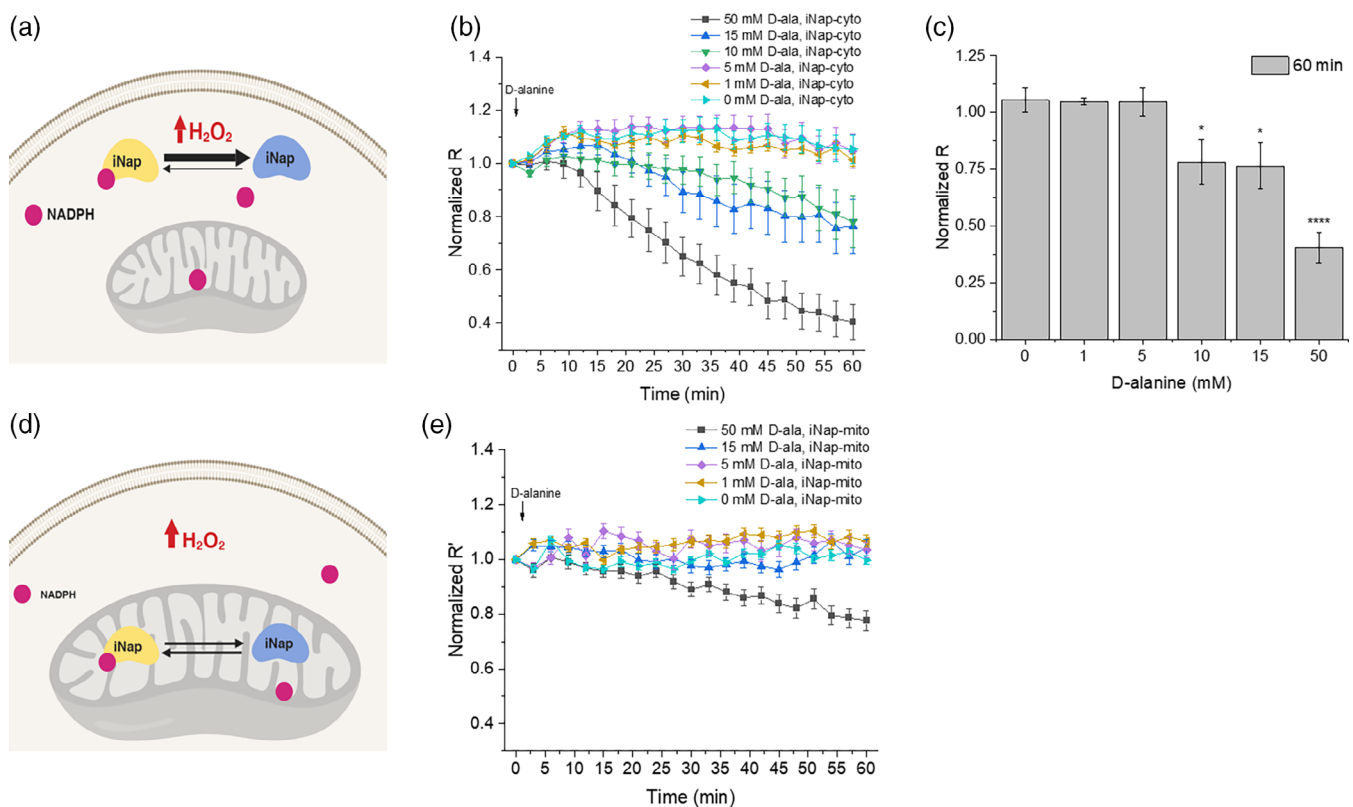 (a)
H2O2
iNap
iNap
NADPH
(b)
50 mM D-ala, iNap-cyto
15 mM D-ala, iNap-cyto
10 mM D-ala, iNap-cyto
5 mM D-ala, iNap-cyto
1 mM D-ala, iNap-cyto
0 mM D-ala, iNap-cyto
D-alanine
Normalized R
1.4
1.2
1.0
0.8
0.6
0.4
0 5 10 15 20 25 30 35 40 45 50 55 60
Time (min)
(c)
60 min
Normalized R
1.25
1.00
0.75
0.50
0.25
0.00
* * ****
0 1 5 10 15 50
D-alanine (mM)
(d)
H2O2
NADPH
iNap
iNap
(e)
50 mM D-ala, iNap-mito
15 mM D-ala, iNap-mito
5 mM D-ala, iNap-mito
1 mM D-ala, iNap-mito
0 mM D-ala, iNap-mito
D-alanine
Normalized R'
1.4
1.2
1.0
0.8
0.6
0.4
0 5 10 15 20 25 30 35 40 45 50 55 60
Time (min)